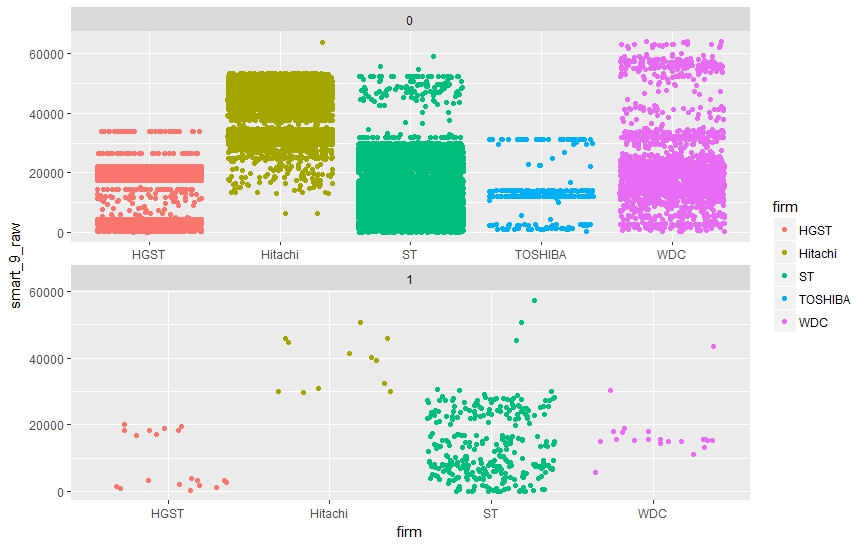 0
60000
40000
20000
0
HGST Hitachi ST TOSHIBA WDC
smart_9_raw
1
60000
40000
20000
0
HGST Hitachi ST WDC
firm
firm
HGST
Hitachi
ST
TOSHIBA
WDC